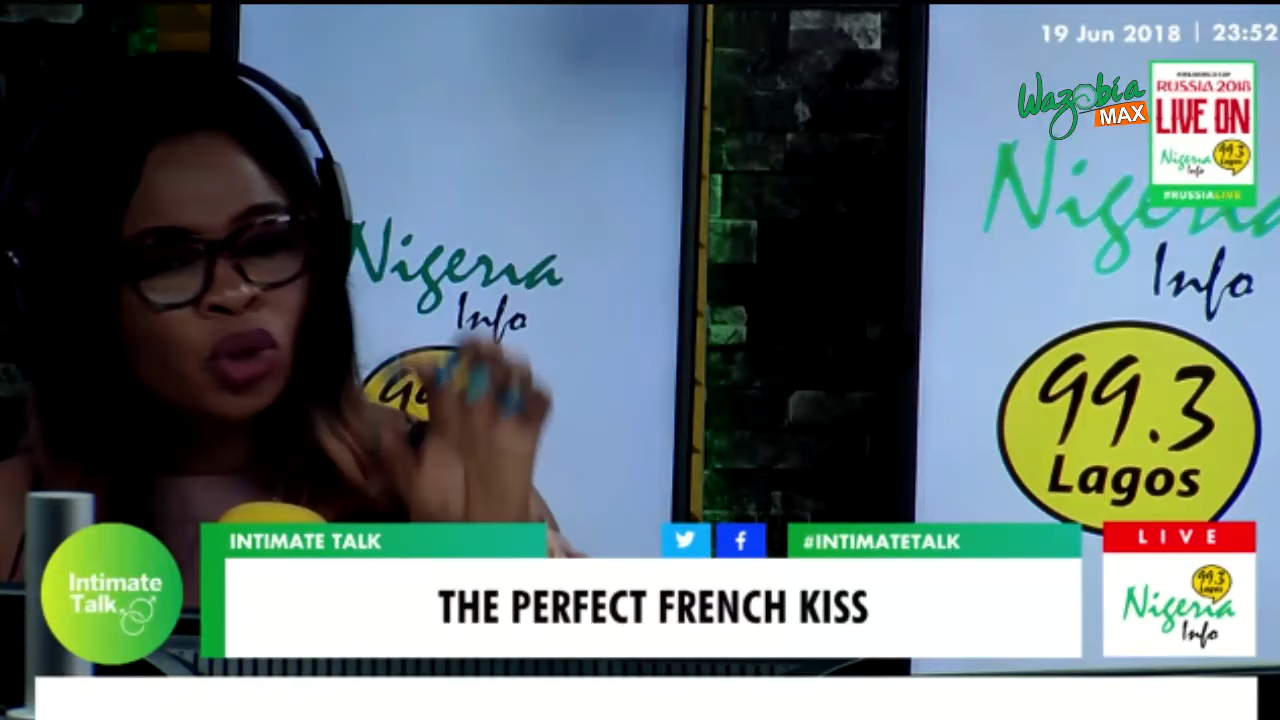 19 Jun 2018 | 23:52
Wazobia
MAX
RUSSIA 2018
LIVE ON
Nigeria
Info
99.3
Lagos
#RUSSIALIVE
Nigeria
Info
99
Nigeria
Info
99.3
Lagos
INTIMATE TALK
#INTIMATETALK
LIVE
Intimate
Talk.
THE PERFECT FRENCH KISS
99.3
Lagos
Nigeria
Info